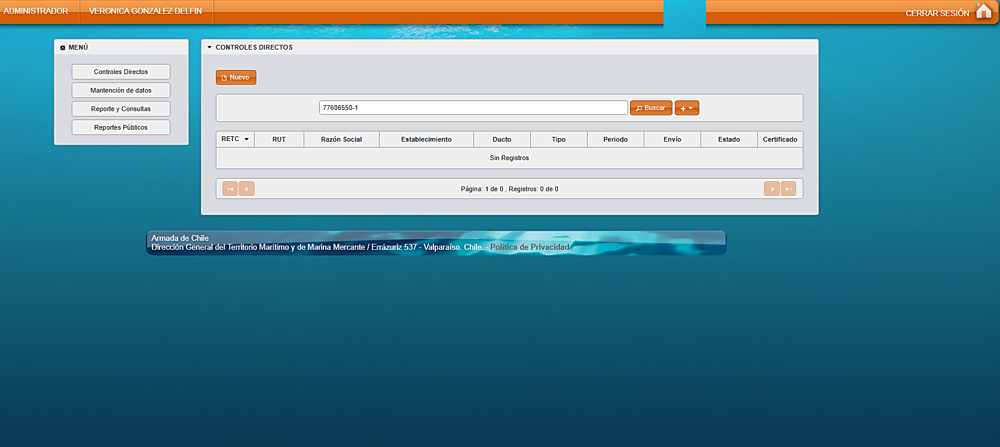 ADMINISTRADOR VERONICA GONZALEZ DELFIN CERRAR SESIÓN
MENÚ
Controles Directos
Mantención de datos
Reporte y Consultas
Reportes Públicos
CONTROLES DIRECTOS
Nuevo
77606550-1 Buscar +
RETC RUT Razón Social Establecimiento Ducto Tipo Periodo Envío Estado Certificado
Sin Registros
Página: 1 de 0 , Registros: 0 de 0
Armada de Chile
Dirección General del Territorio Marítimo y de Marina Mercante / Errázuriz 537 - Valparaíso. Chile. - Política de Privacidad